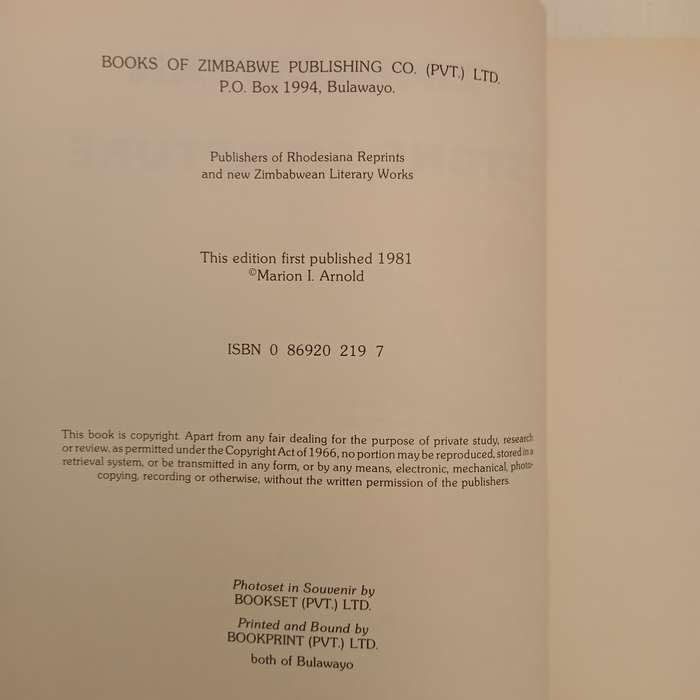 BOOKS OF ZIMBABWE PUBLISHING CO. (PVT.) LTD.
P.O. Box 1994, Bulawayo.
Publishers of Rhodesiana Reprints
and new Zimbabwean Literary Works
This edition first published 1981
©Marion I. Arnold
ISBN 0 86920 219 7
This book is copyright. Apart from any fair dealing for the purpose of private study, research
or review, as permitted under the Copyright Act of 1966, no portion may be reproduced, stored in a
retrieval system, or be transmitted in any form, or by any means, electronic, mechanical, photo-
copying, recording or otherwise, without the written permission of the publishers.
Photoset in Souvenir by
BOOKSET (PVT.) LTD.
Printed and Bound by
BOOKPRINT (PVT.) LTD.
both of Bulawayo